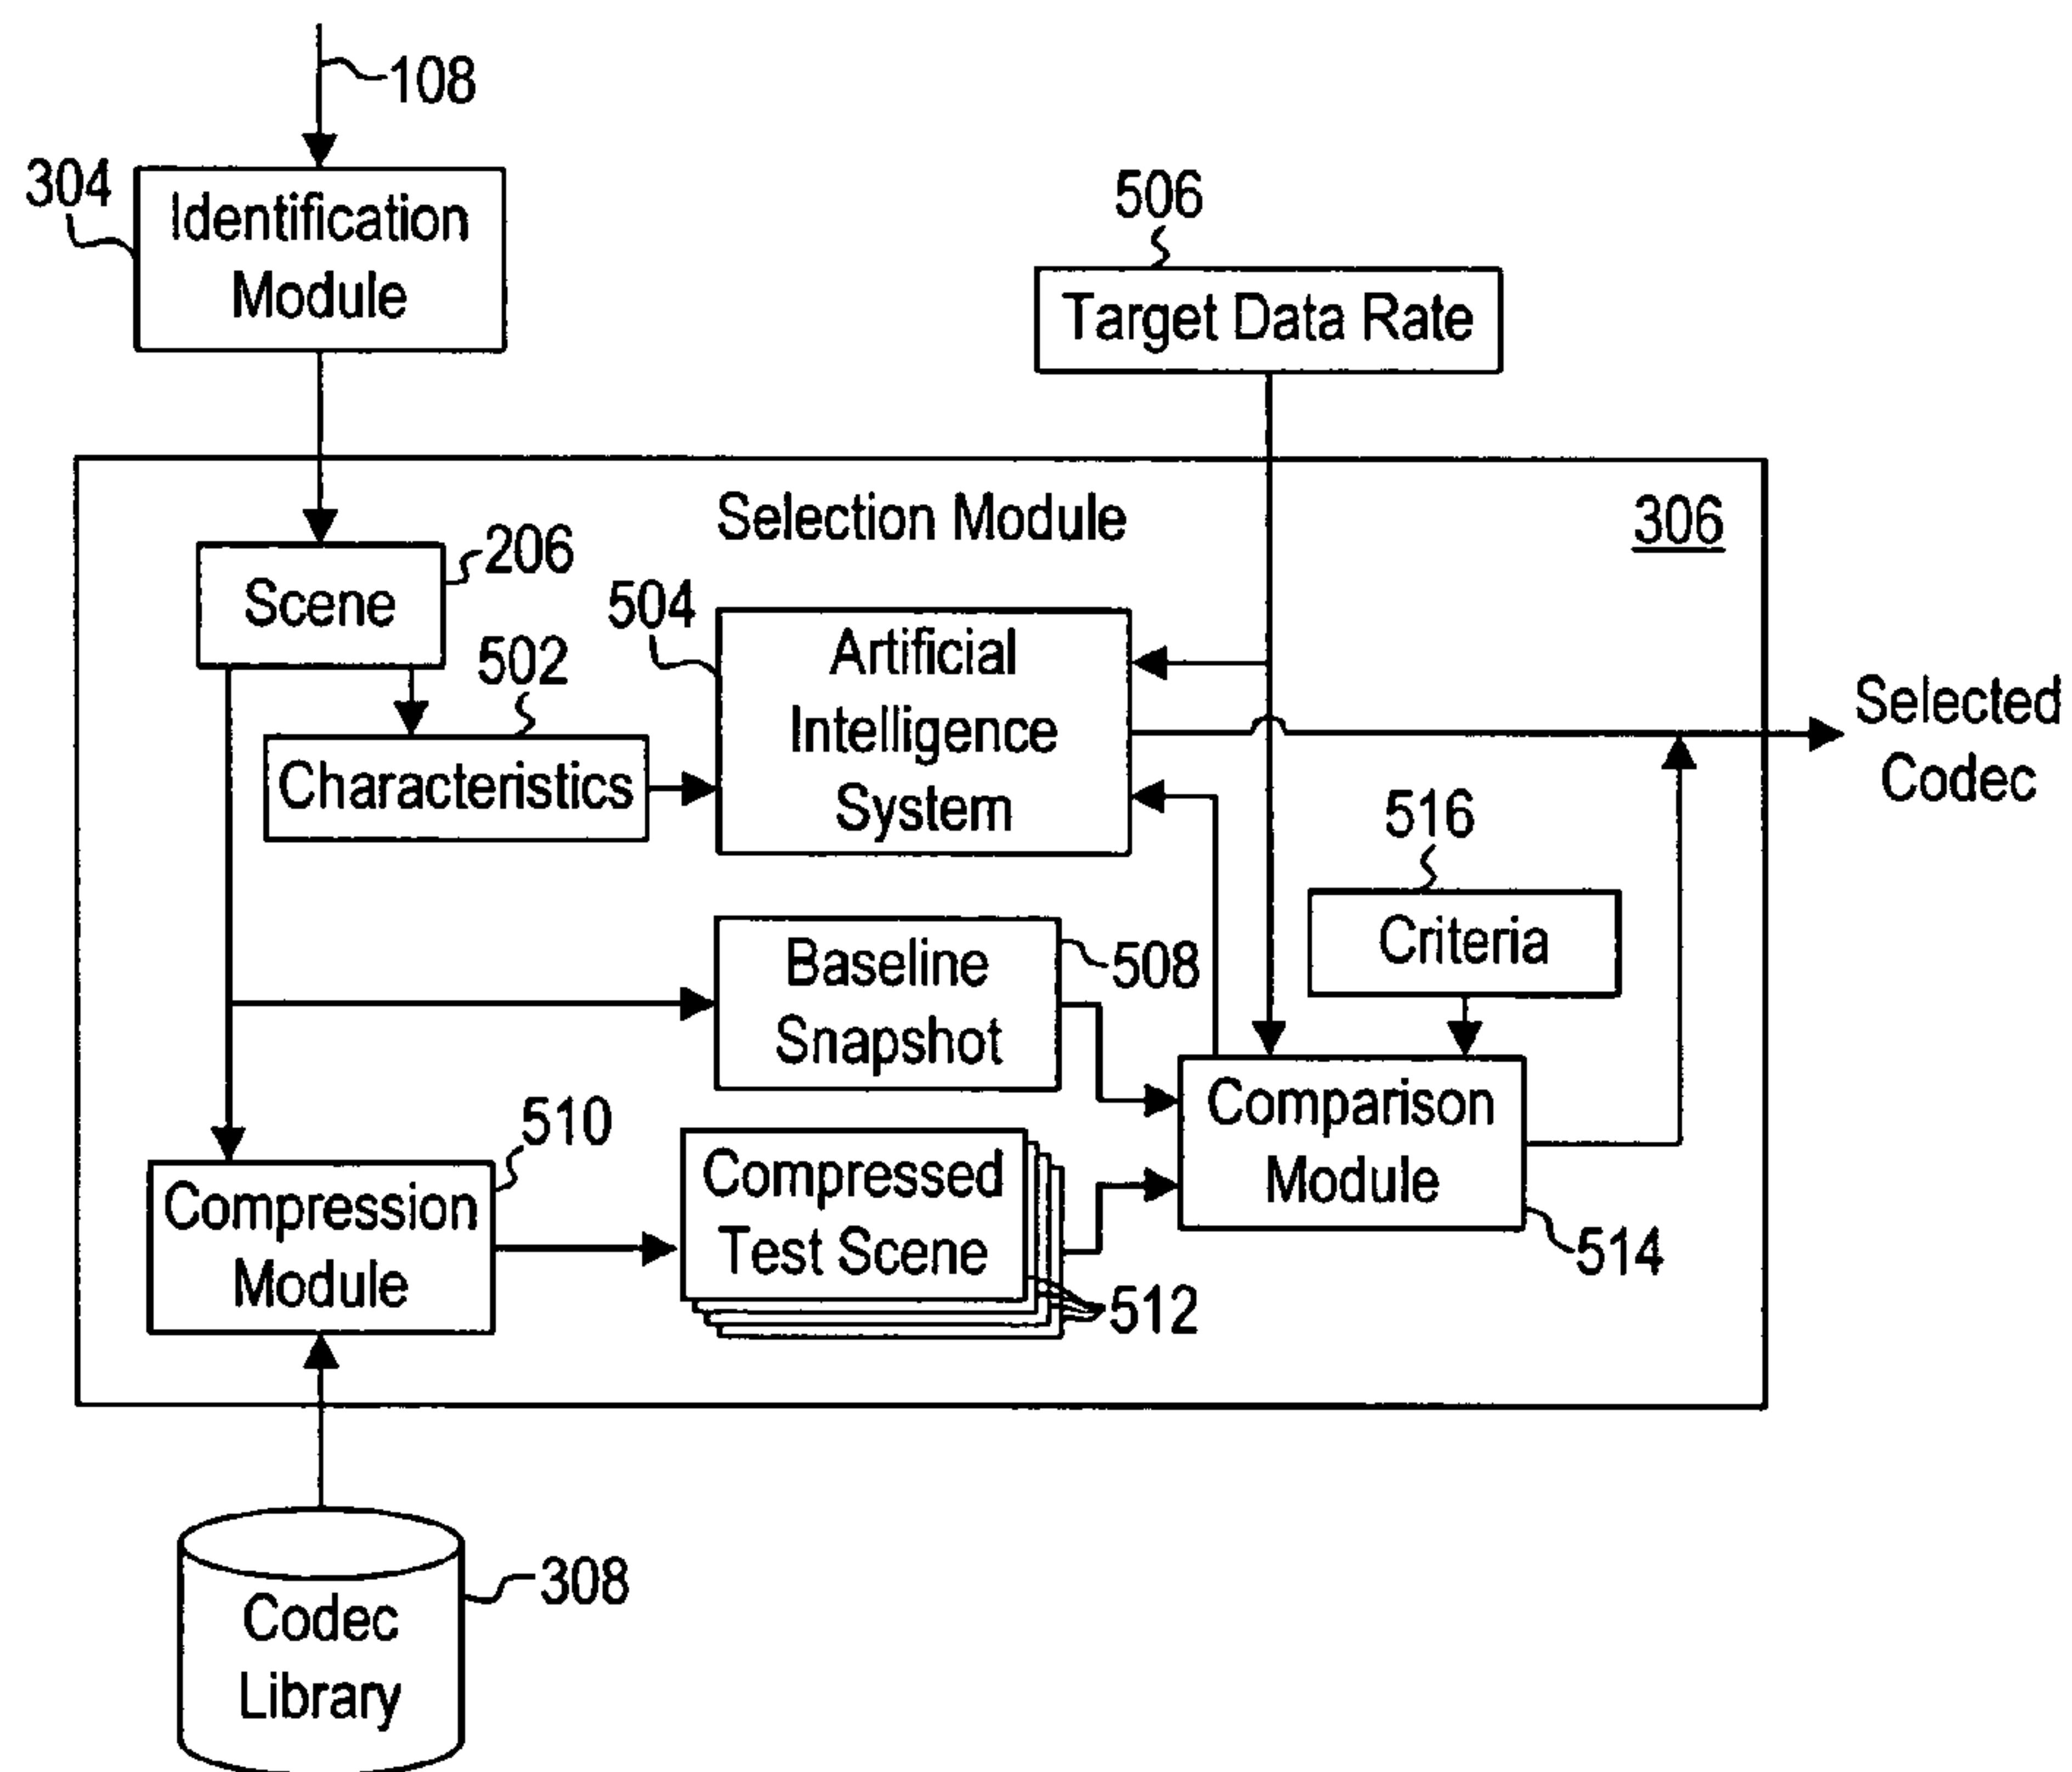 108
304
Identification
Module
506
Target Data Rate
Selection Module
306
206
Scene
504
Artificial
Intelligence
System
502
Characteristics
Selected
Codec
516
Criteria
Baseline
Snapshot
508
Comparison
Module
514
510
Compression
Module
Compressed
Test Scene
512
308
Codec
Library